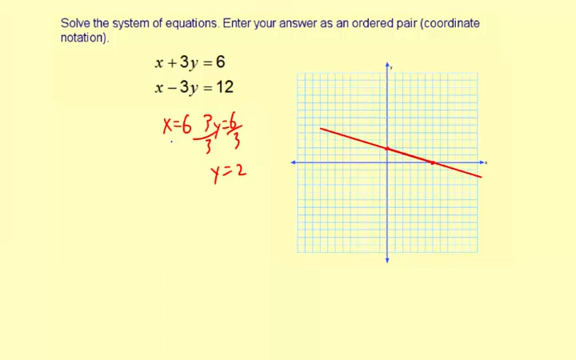 Solve the system of equations. Enter your answer as an ordered pair (coordinate
notation).
x + 3y = 6
x − 3y = 12
x=6 3y=6
3 3
y=2
y
x